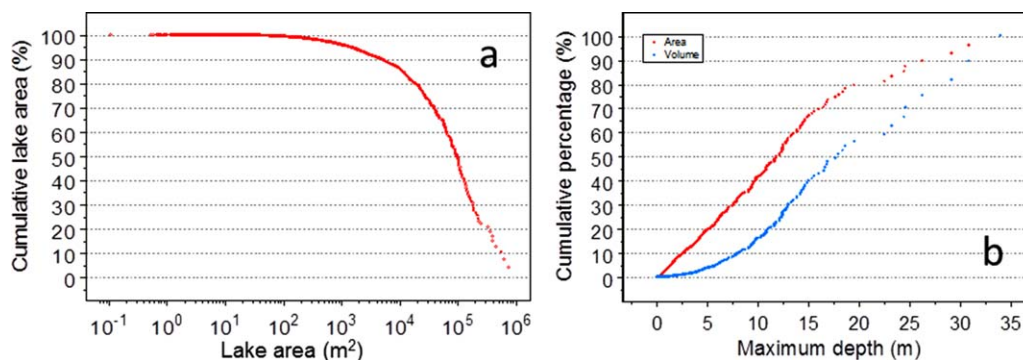 Cumulative lake area (%)
100
90
80
70
60
50
40
30
20
10
0
a
10-1 100 101 102 103 104 105 106
Lake area (m2)
Cumulative percentage (%)
100
90
80
70
60
50
40
30
20
10
0
Area
Volume
b
0 5 10 15 20 25 30 35
Maximum depth (m)